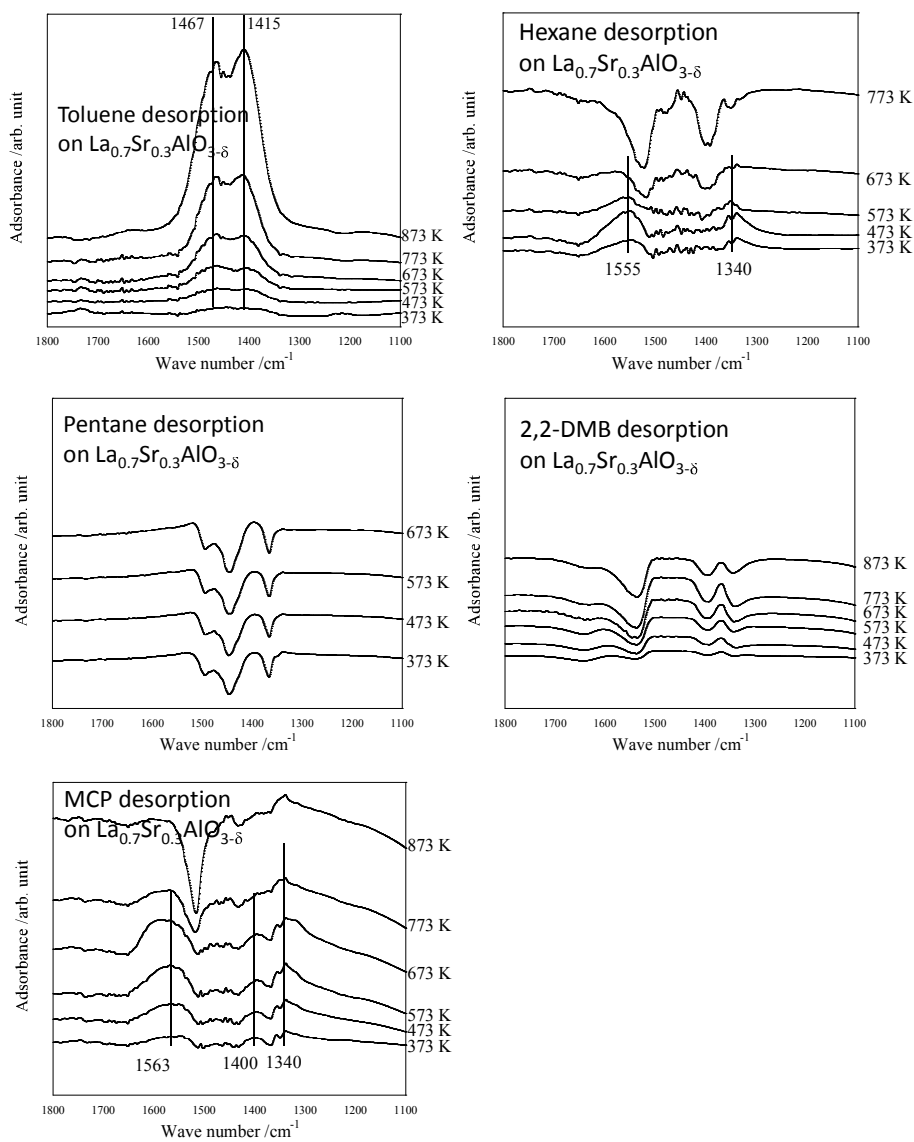 1467
1415
Toluene desorption
on La0.7Sr0.3AlO3-δ
873 K
773 K
673 K
573 K
473 K
373 K
Adsorbance /arb. unit
1800 1700 1600 1500 1400 1300 1200 1100
Wave number /cm-1
Hexane desorption
on La0.7Sr0.3AlO3-δ
773 K
673 K
573 K
473 K
373 K
1555
1340
Adsorbance /arb. unit
1800 1700 1600 1500 1400 1300 1200 1100
Wave number /cm-1
Pentane desorption
on La0.7Sr0.3AlO3-δ
673 K
573 K
473 K
373 K
Adsorbance /arb. unit
1800 1700 1600 1500 1400 1300 1200 1100
Wave number /cm-1
2,2-DMB desorption
on La0.7Sr0.3AlO3-δ
873 K
773 K
673 K
573 K
473 K
373 K
Adsorbance /arb. unit
1800 1700 1600 1500 1400 1300 1200 1100
Wave number /cm-1
MCP desorption
on La0.7Sr0.3AlO3-δ
873 K
773 K
673 K
573 K
473 K
373 K
1563
1400
1340
Adsorbance /arb. unit
1800 1700 1600 1500 1400 1300 1200 1100
Wave number /cm-1